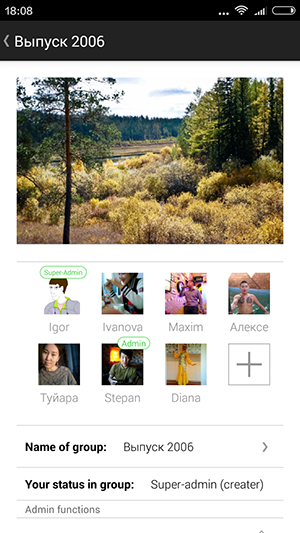 18:08
Выпуск 2006
Super-Admin
Igor Ivanova Maxim Алексе
Admin
Туйара Stepan Diana
Name of group: Выпуск 2006
Your status in group: Super-admin (creater)
Admin functions